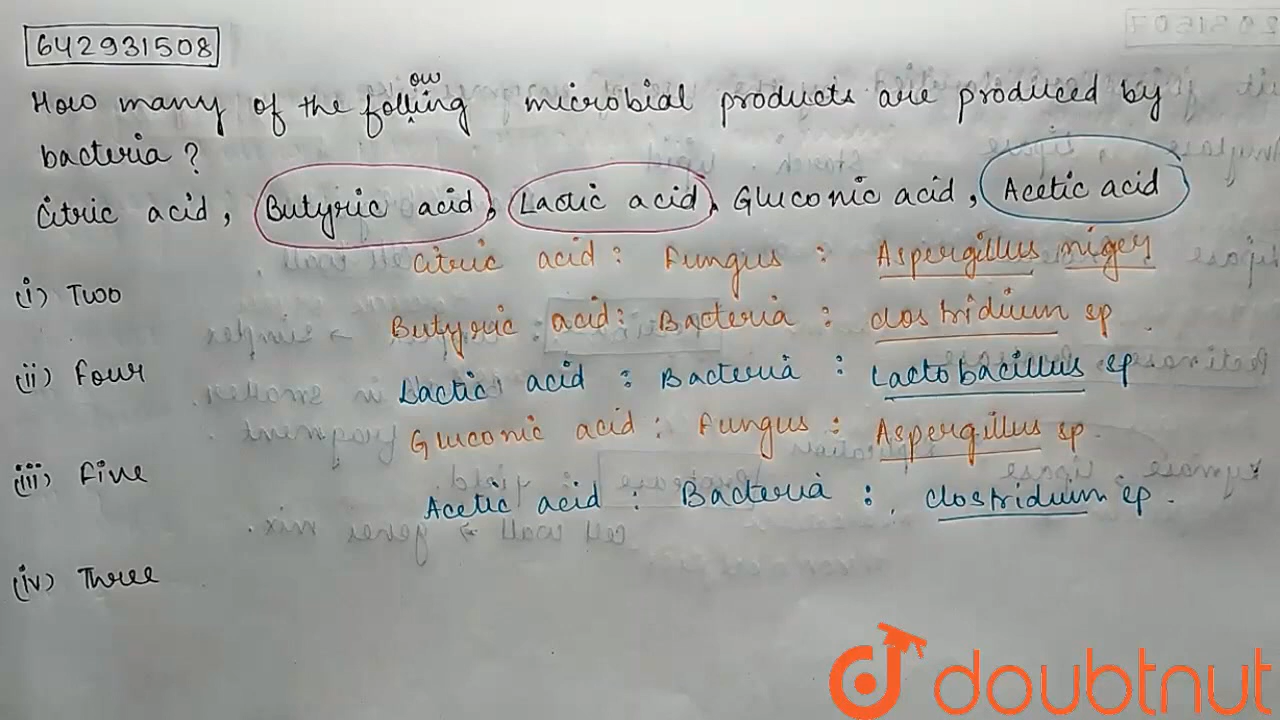 642931508
How many of the following microbial products are produced by
bacteria ?
Citric acid, Butyric acid, Lactic acid, Gluconic acid, Acetic acid
Citric acid : Fungus : Aspergillus niger
(i) Two
Butyric acid : Bacteria : clostridium sp.
(ii) Four
Lactic acid : Bacteria : Lactobacillus sp
Gluconic acid : Fungus : Aspergillus sp.
(iii) Five
Acetic acid : Bacteria : clostridium sp.
(iv) Three
doubtnut